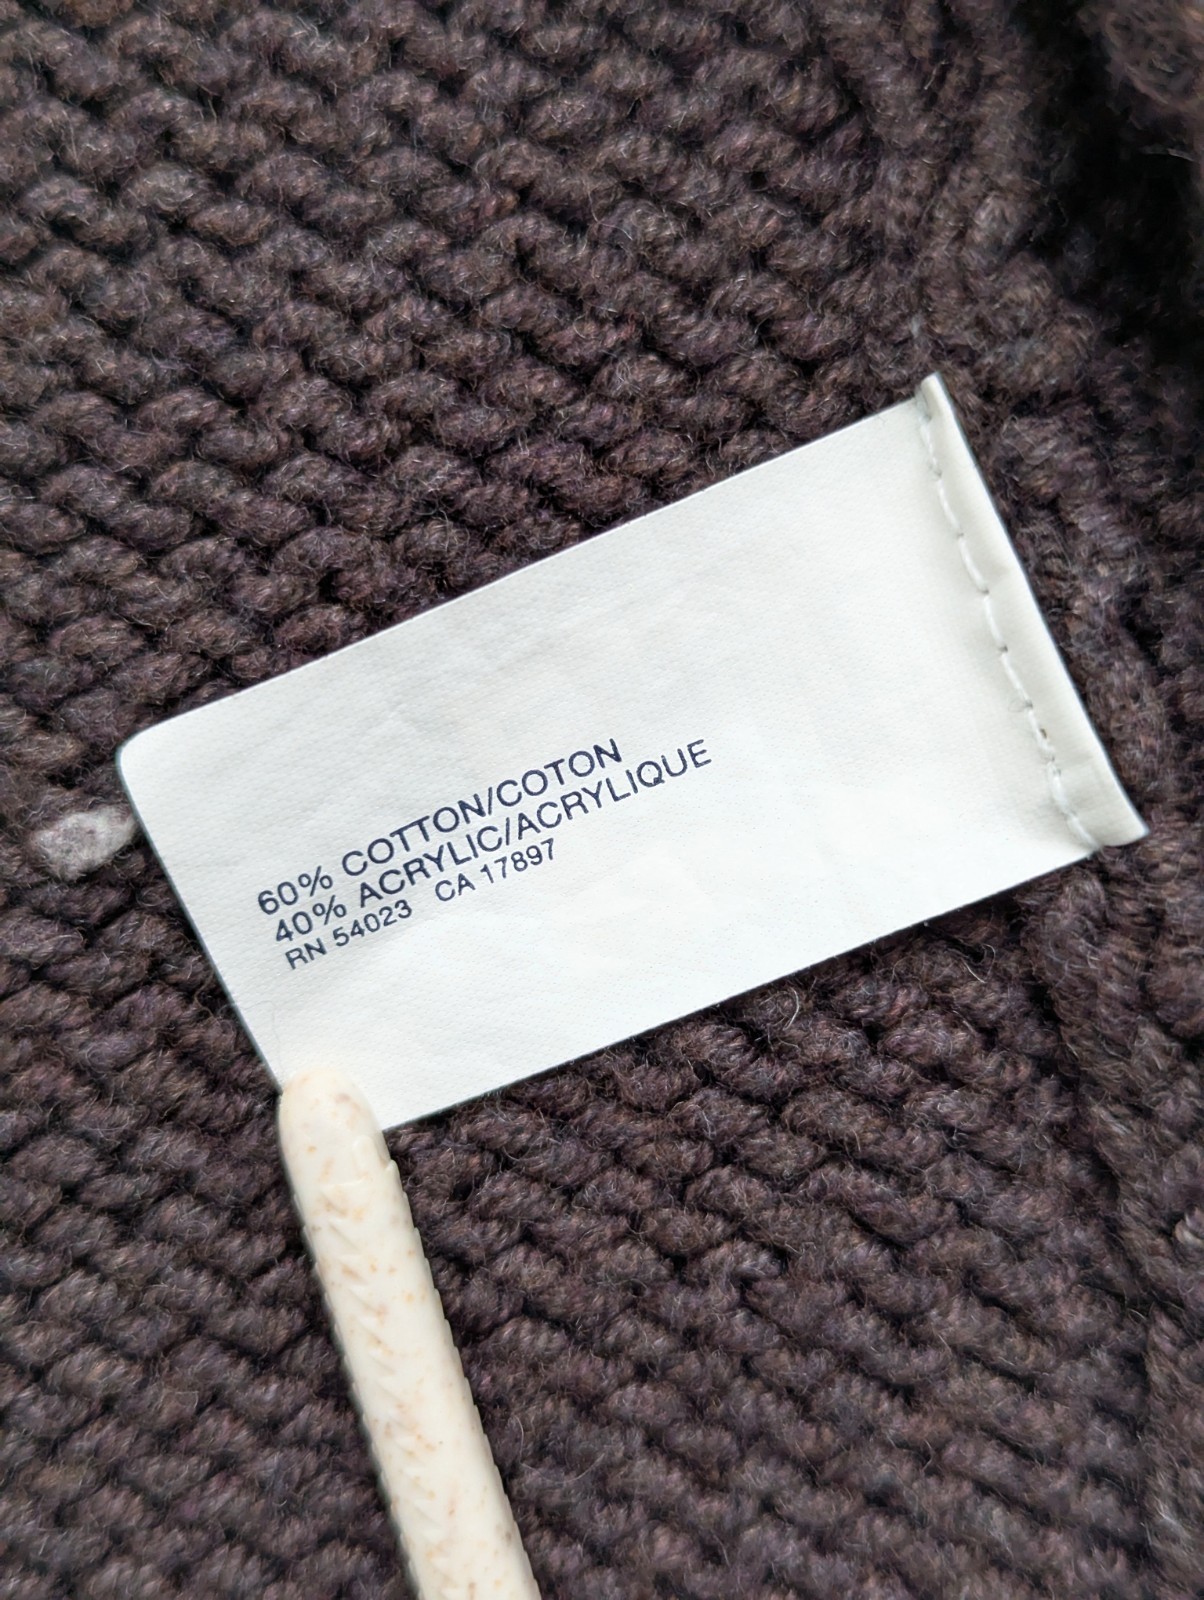 60% COTTON/COTON
40% ACRYLIC/ACRYLIQUE
RN 54023 CA 17897